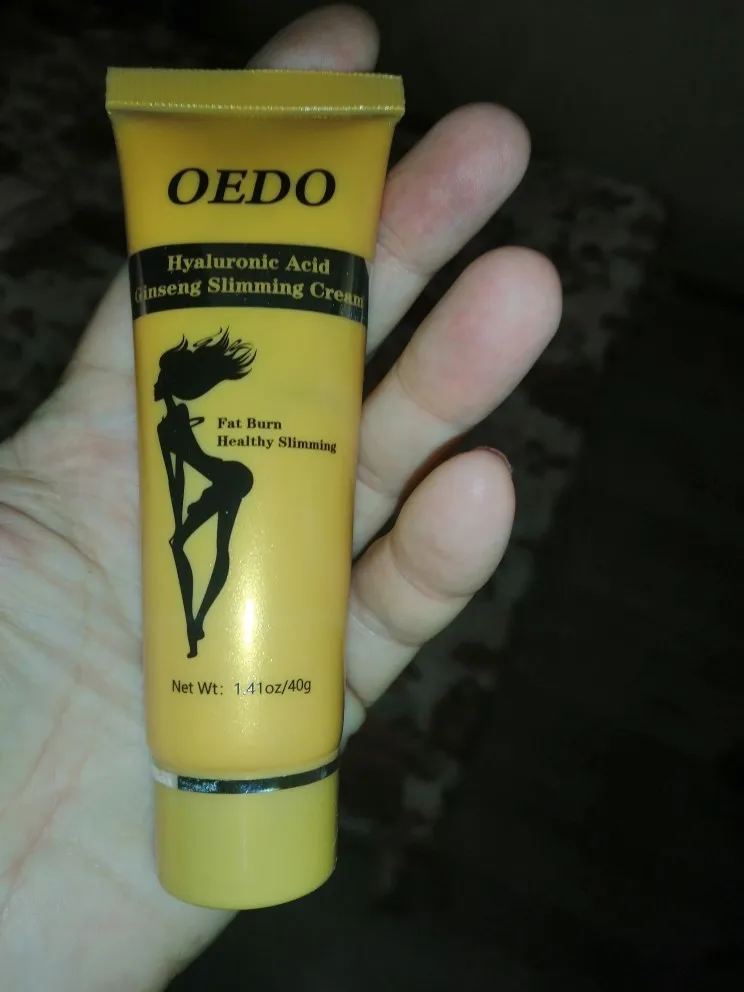 OEDO
Hyaluronic Acid
Ginseng Slimming Cream
Fat Burn
Healthy Slimming
Net Wt: 1.41oz/40g